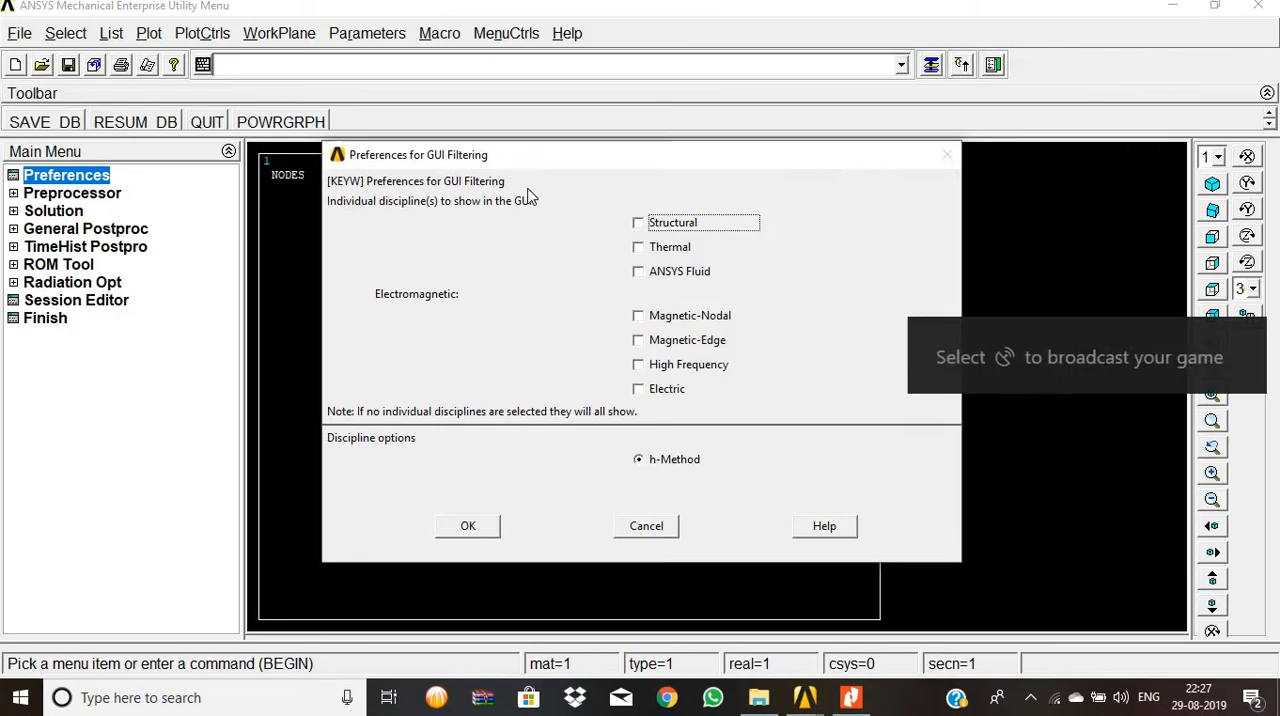 ANSYS Mechanical Enterprise Utility Menu
File Select List Plot PlotCtrls WorkPlane Parameters Macro MenuCtrls Help
Toolbar
SAVE_DB RESUM_DB QUIT POWRGRPH
Main Menu
Preferences
Preprocessor
Solution
General Postproc
TimeHist Postpro
ROM Tool
Radiation Opt
Session Editor
Finish
1
NODES
Preferences for GUI Filtering
[KEYW] Preferences for GUI Filtering
Individual discipline(s) to show in the GUI
Structural
Thermal
ANSYS Fluid
Electromagnetic:
Magnetic-Nodal
Magnetic-Edge
High Frequency
Electric
Note: If no individual disciplines are selected they will all show.
Discipline options
h-Method
OK Cancel Help
Select to broadcast your game
1
3
Pick a menu item or enter a command (BEGIN) mat=1 type=1 real=1 csys=0 secn=1
Type here to search
ENG
22:27
29-08-2019
2